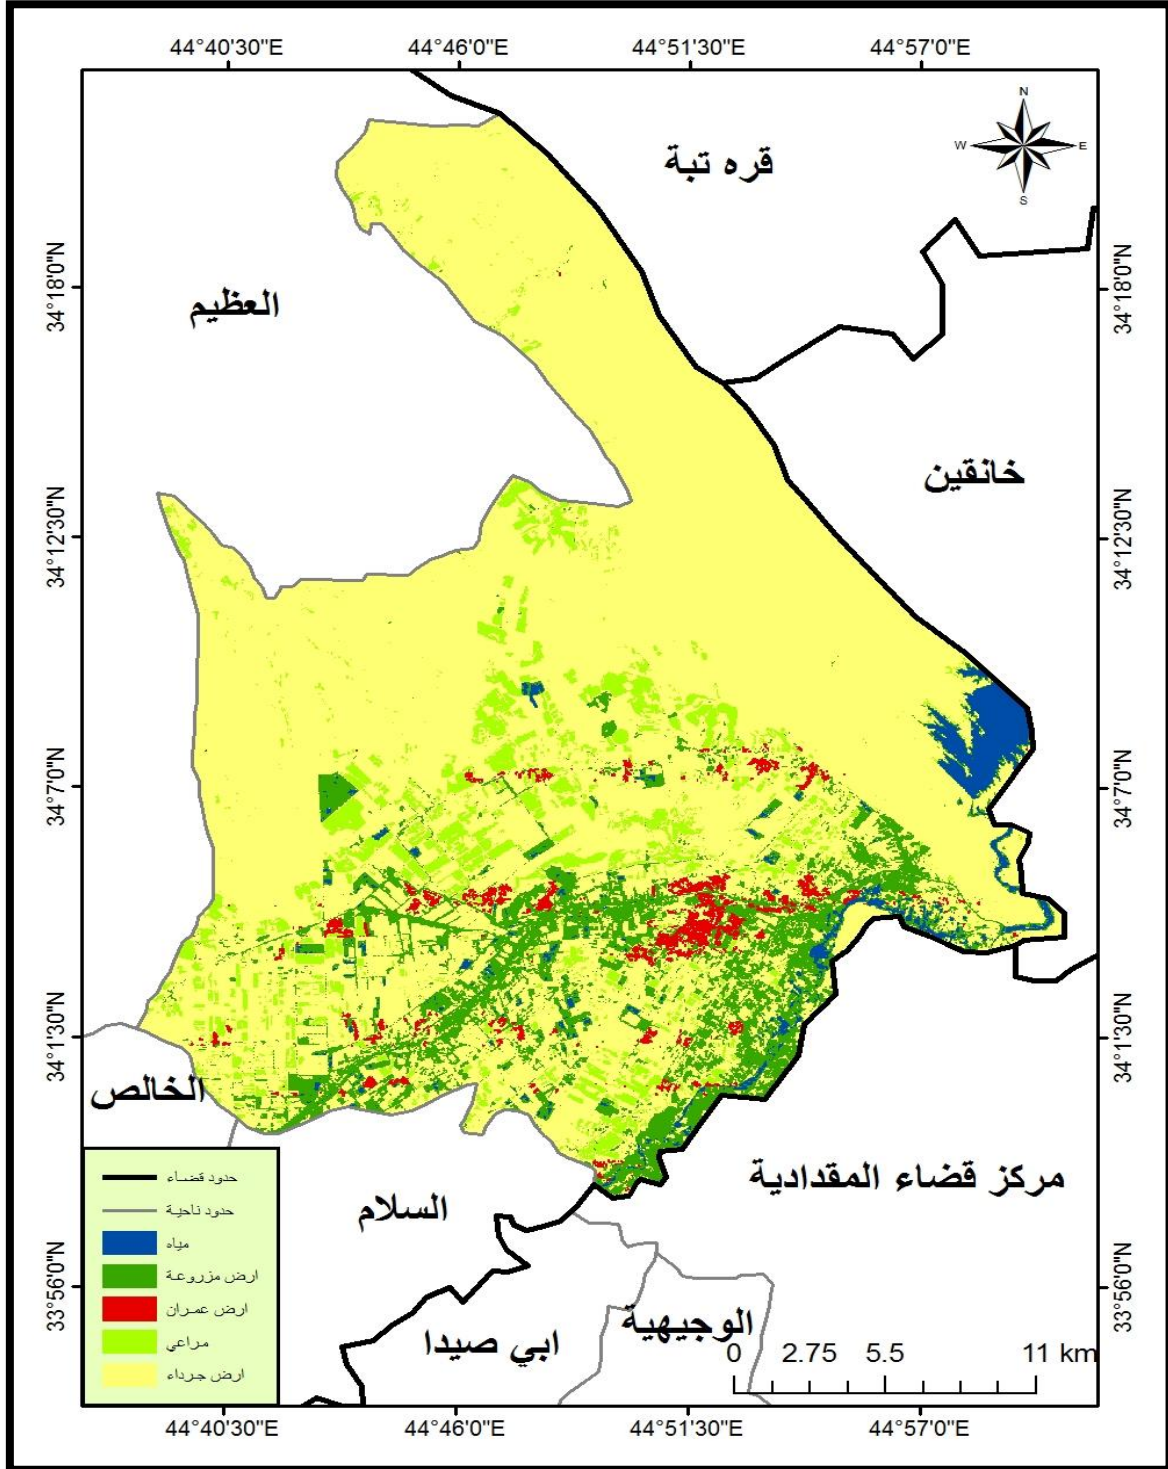 44°40'30"E 44°46'0"E 44°51'30"E 44°57'0"E
N
W E
S
قره تبة
34°18'0"N 34°18'0"N
العظيم
خانقين
34°12'30"N 34°12'30"N
34°7'0"N 34°7'0"N
34°1'30"N 34°1'30"N
الخالص
مركز قضاء المقدادية
السلام
حدود قضاء
حدود ناحية
مياه
ارض مزروعة
ارض عمران
مراعي
ارض جرداء
33°56'0"N 33°56'0"N
الوجيهية
ابي صيدا
0 2.75 5.5 11 km
44°40'30"E 44°46'0"E 44°51'30"E 44°57'0"E